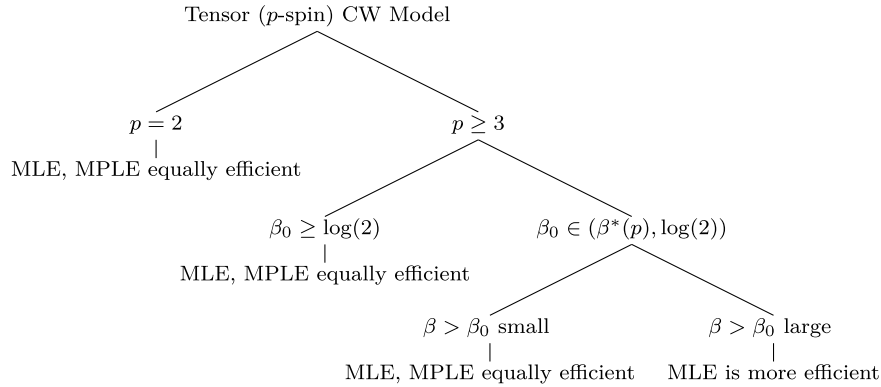 Tensor (p-spin) CW Model
p = 2
p ≥ 3
MLE, MPLE equally efficient
β₀ ≥ log(2)
β₀ ∈ (β*(p), log(2))
MLE, MPLE equally efficient
β > β₀ small
β > β₀ large
MLE, MPLE equally efficient
MLE is more efficient